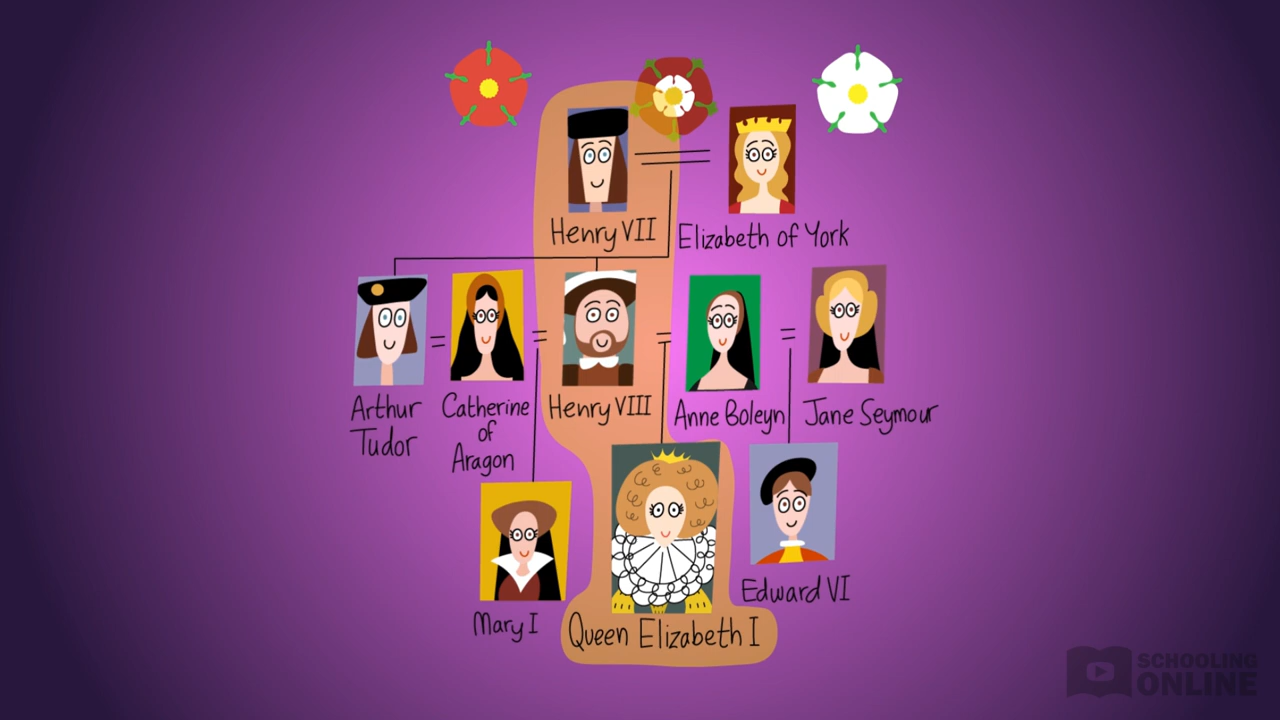 Henry VII
Elizabeth of York
Arthur
Tudor
Catherine
of
Aragon
Henry VIII
Anne Boleyn
Jane Seymour
Mary I
Queen Elizabeth I
Edward VI
SCHOOLING
ONLINE